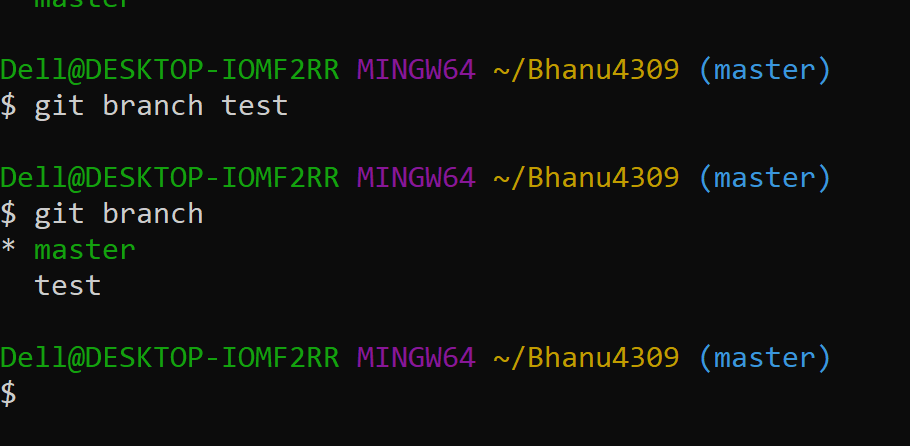 master
Dell@DESKTOP-IOMF2RR MINGW64 ~/Bhanu4309 (master)
$ git branch test
Dell@DESKTOP-IOMF2RR MINGW64 ~/Bhanu4309 (master)
$ git branch
* master
  test
Dell@DESKTOP-IOMF2RR MINGW64 ~/Bhanu4309 (master)
$